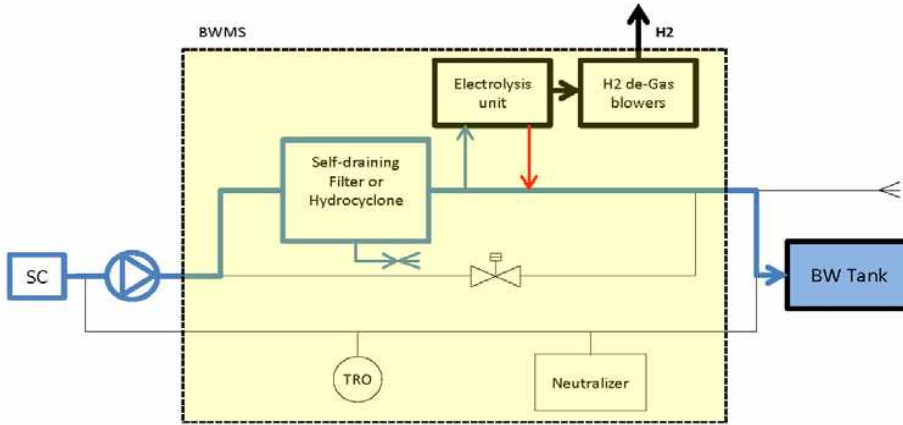 BWMS
H2
Electrolysis
unit
H2 de-Gas
blowers
Self-draining
Filter or
Hydrocyclone
SC
BW Tank
TRO
Neutralizer